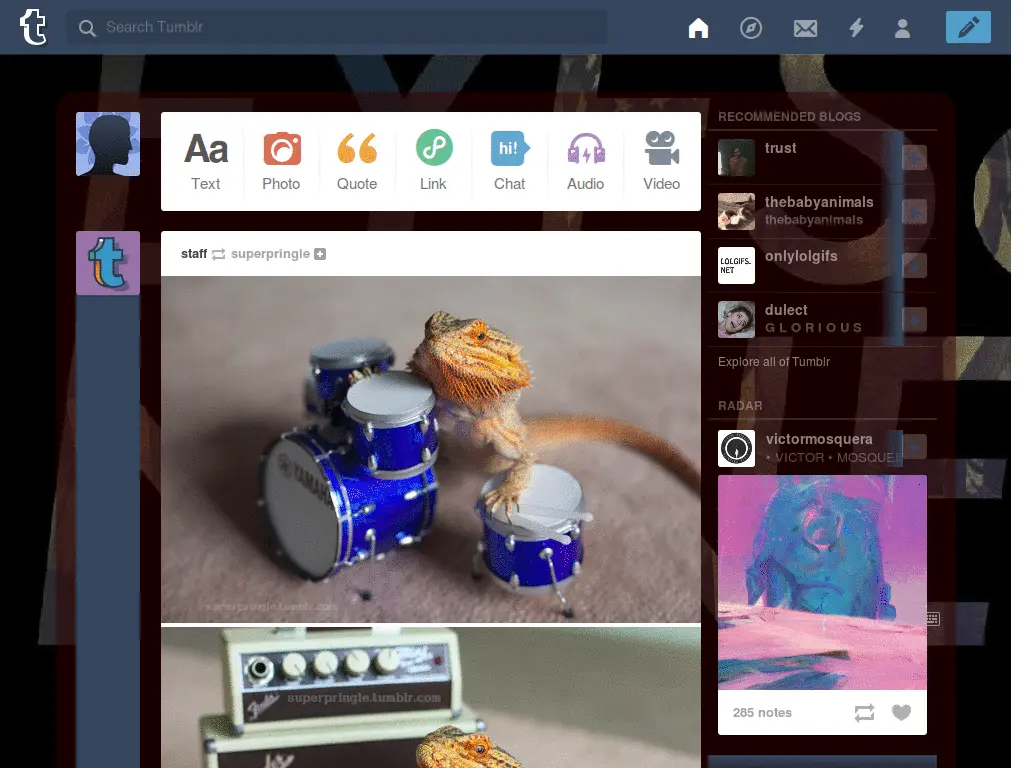 t
Search Tumblr
Aa
hi!
Text
Photo
Quote
Link
Chat
Audio
Video
t
staff superpringle
YAMAHA
superpringle.tumblr.com
superpringle.tumblr.com
Fender
RECOMMENDED BLOGS
trust
thebabyanimals
thebabyanimals
LOLGIFS.
NET
onlylolgifs
dulect
GLORIOUS
Explore all of Tumblr
RADAR
victormosquera
• VICTOR • MOSQUE
285 notes